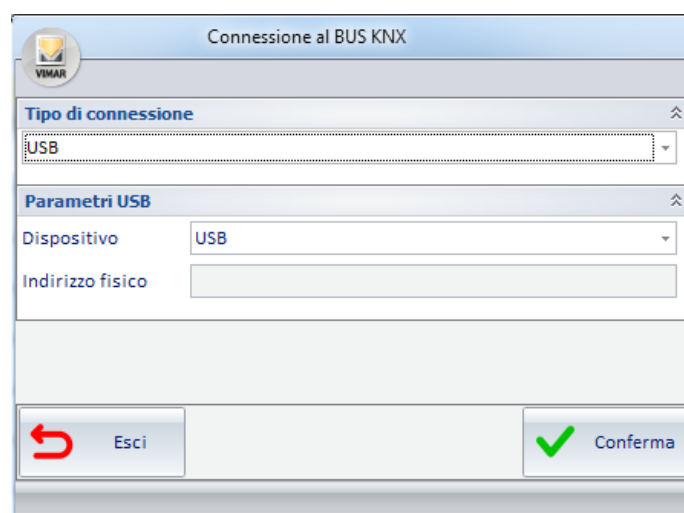 Connessione al BUS KNX
VIMAR
Tipo di connessione
USB
Parametri USB
Dispositivo USB
Indirizzo fisico
Esci Conferma